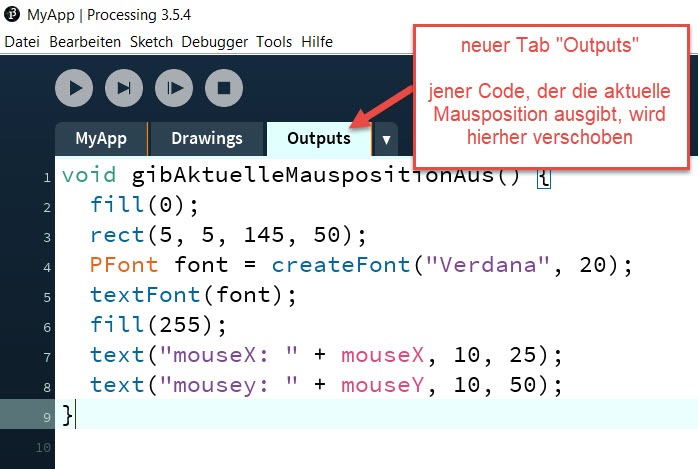 MyApp | Processing 3.5.4
Datei Bearbeiten Sketch Debugger Tools Hilfe
neuer Tab "Outputs"
jener Code, der die aktuelle
Mausposition ausgibt, wird
hierher verschoben
MyApp Drawings Outputs
1 void gibAktuelleMauspositionAus() {
2 fill(0);
3 rect(5, 5, 145, 50);
4 PFont font = createFont("Verdana", 20);
5 textFont(font);
6 fill(255);
7 text("mouseX: " + mouseX, 10, 25);
8 text("mousey: " + mouseY, 10, 50);
9 }
10